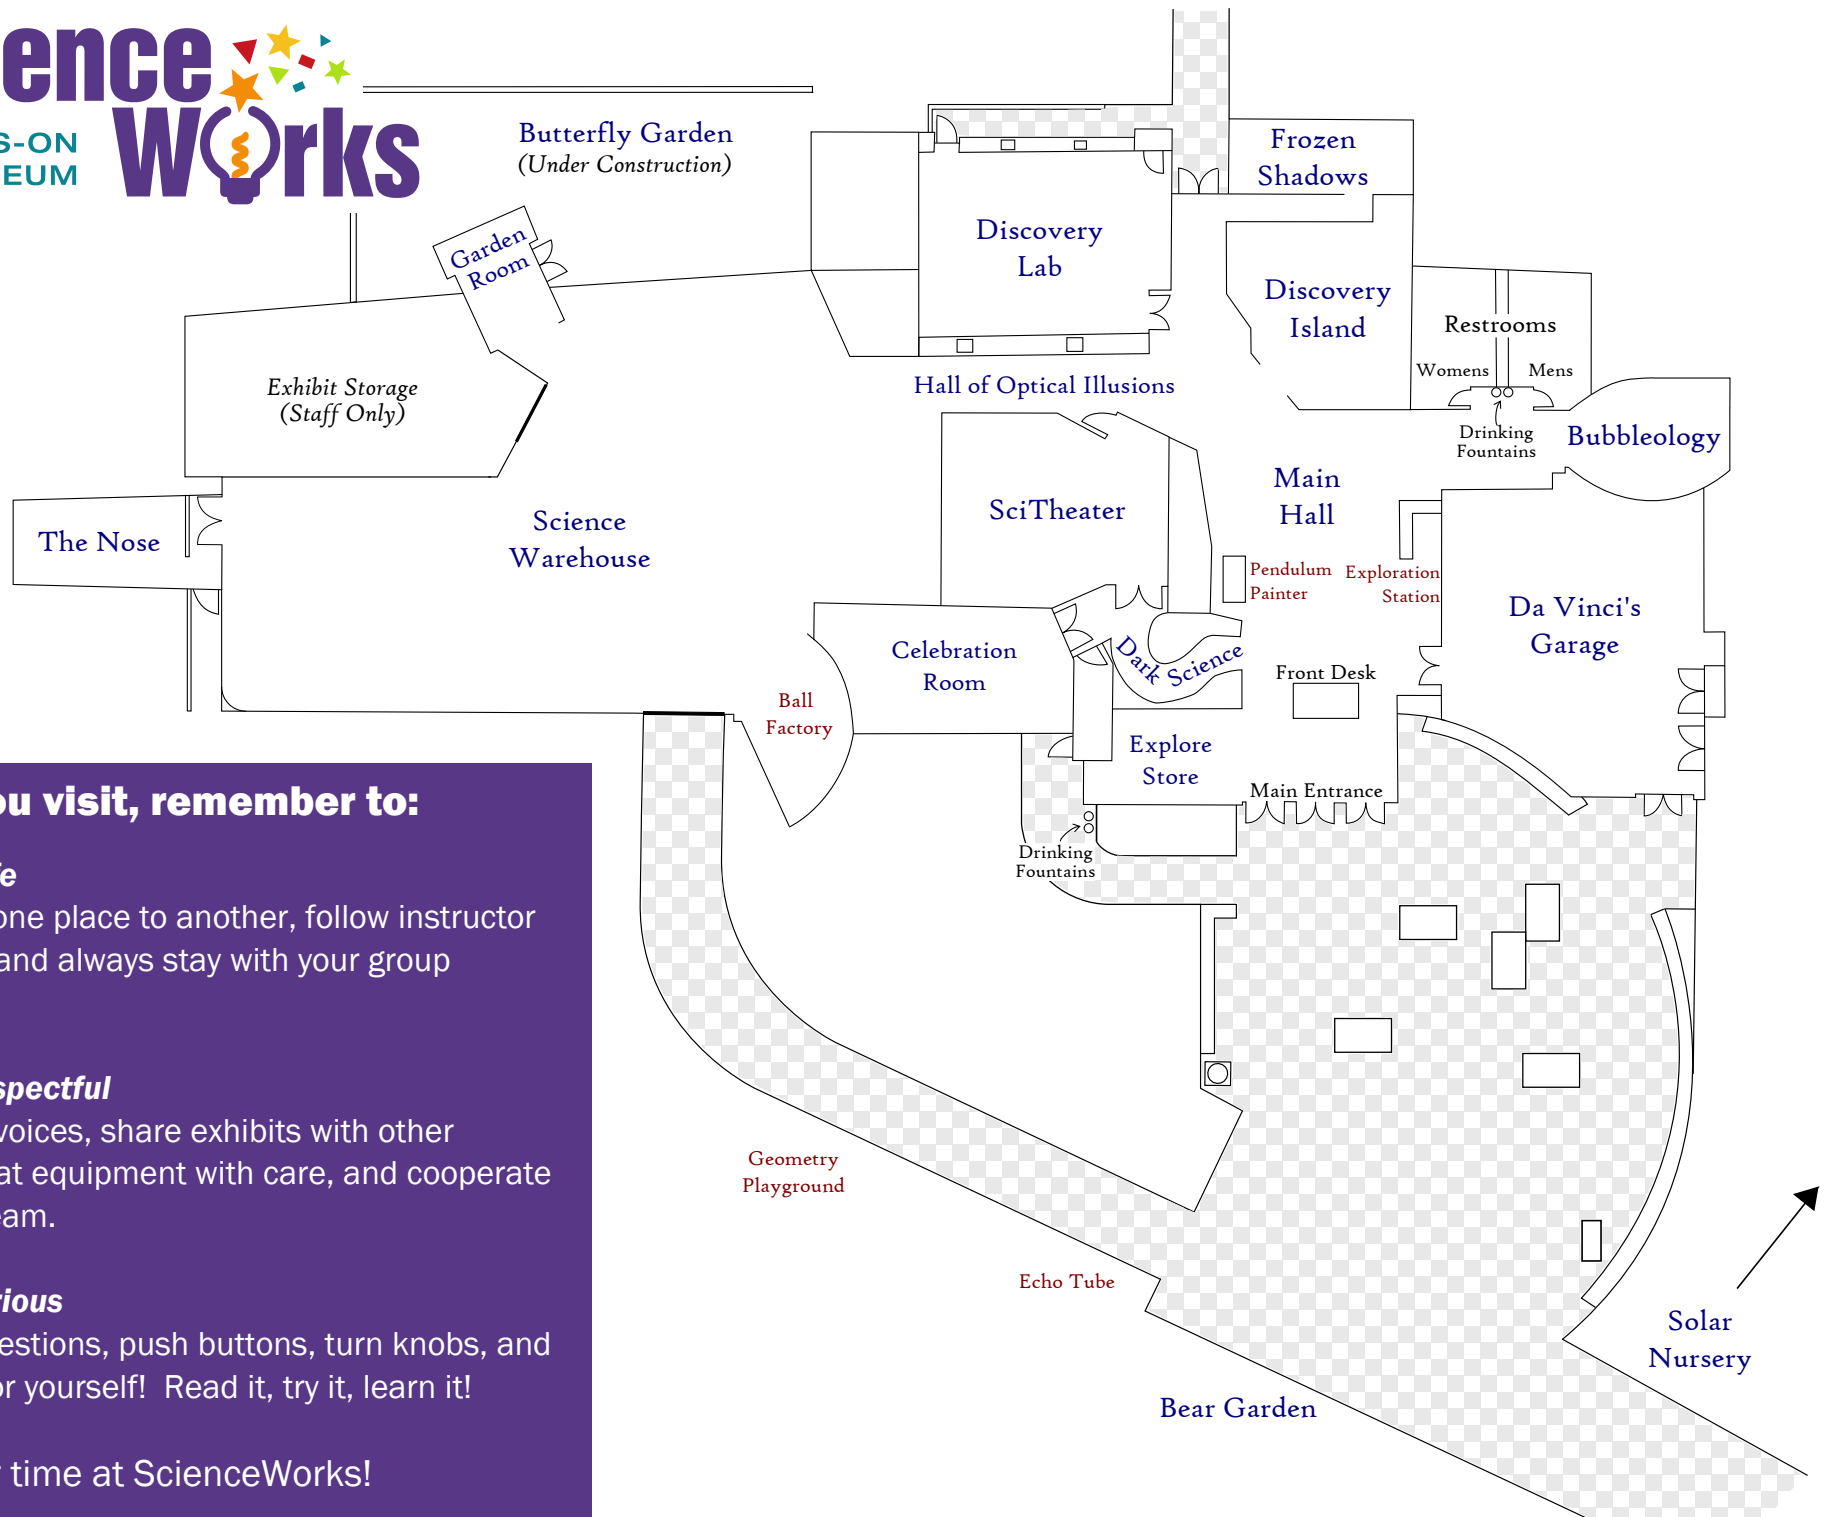 ence
Works
S-ON
EUM
Butterfly Garden
(Under Construction)
Garden
Room
Discovery
Lab
Frozen
Shadows
Discovery
Island
Restrooms
Womens
Mens
Drinking
Fountains
Bubbleology
Exhibit Storage
(Staff Only)
Hall of Optical Illusions
Main
Hall
SciTheater
The Nose
Science
Warehouse
Pendulum
Painter
Exploration
Station
Da Vinci's
Garage
Celebration
Room
Dark Science
Front Desk
Ball
Factory
Explore
Store
Main Entrance
Drinking
Fountains
ou visit, remember to:
fe
one place to another, follow instructor
and always stay with your group
spectful
voices, share exhibits with other
at equipment with care, and cooperate
eam.
rious
estions, push buttons, turn knobs, and
or yourself! Read it, try it, learn it!
r time at ScienceWorks!
Geometry
Playground
Echo Tube
Bear Garden
Solar
Nursery